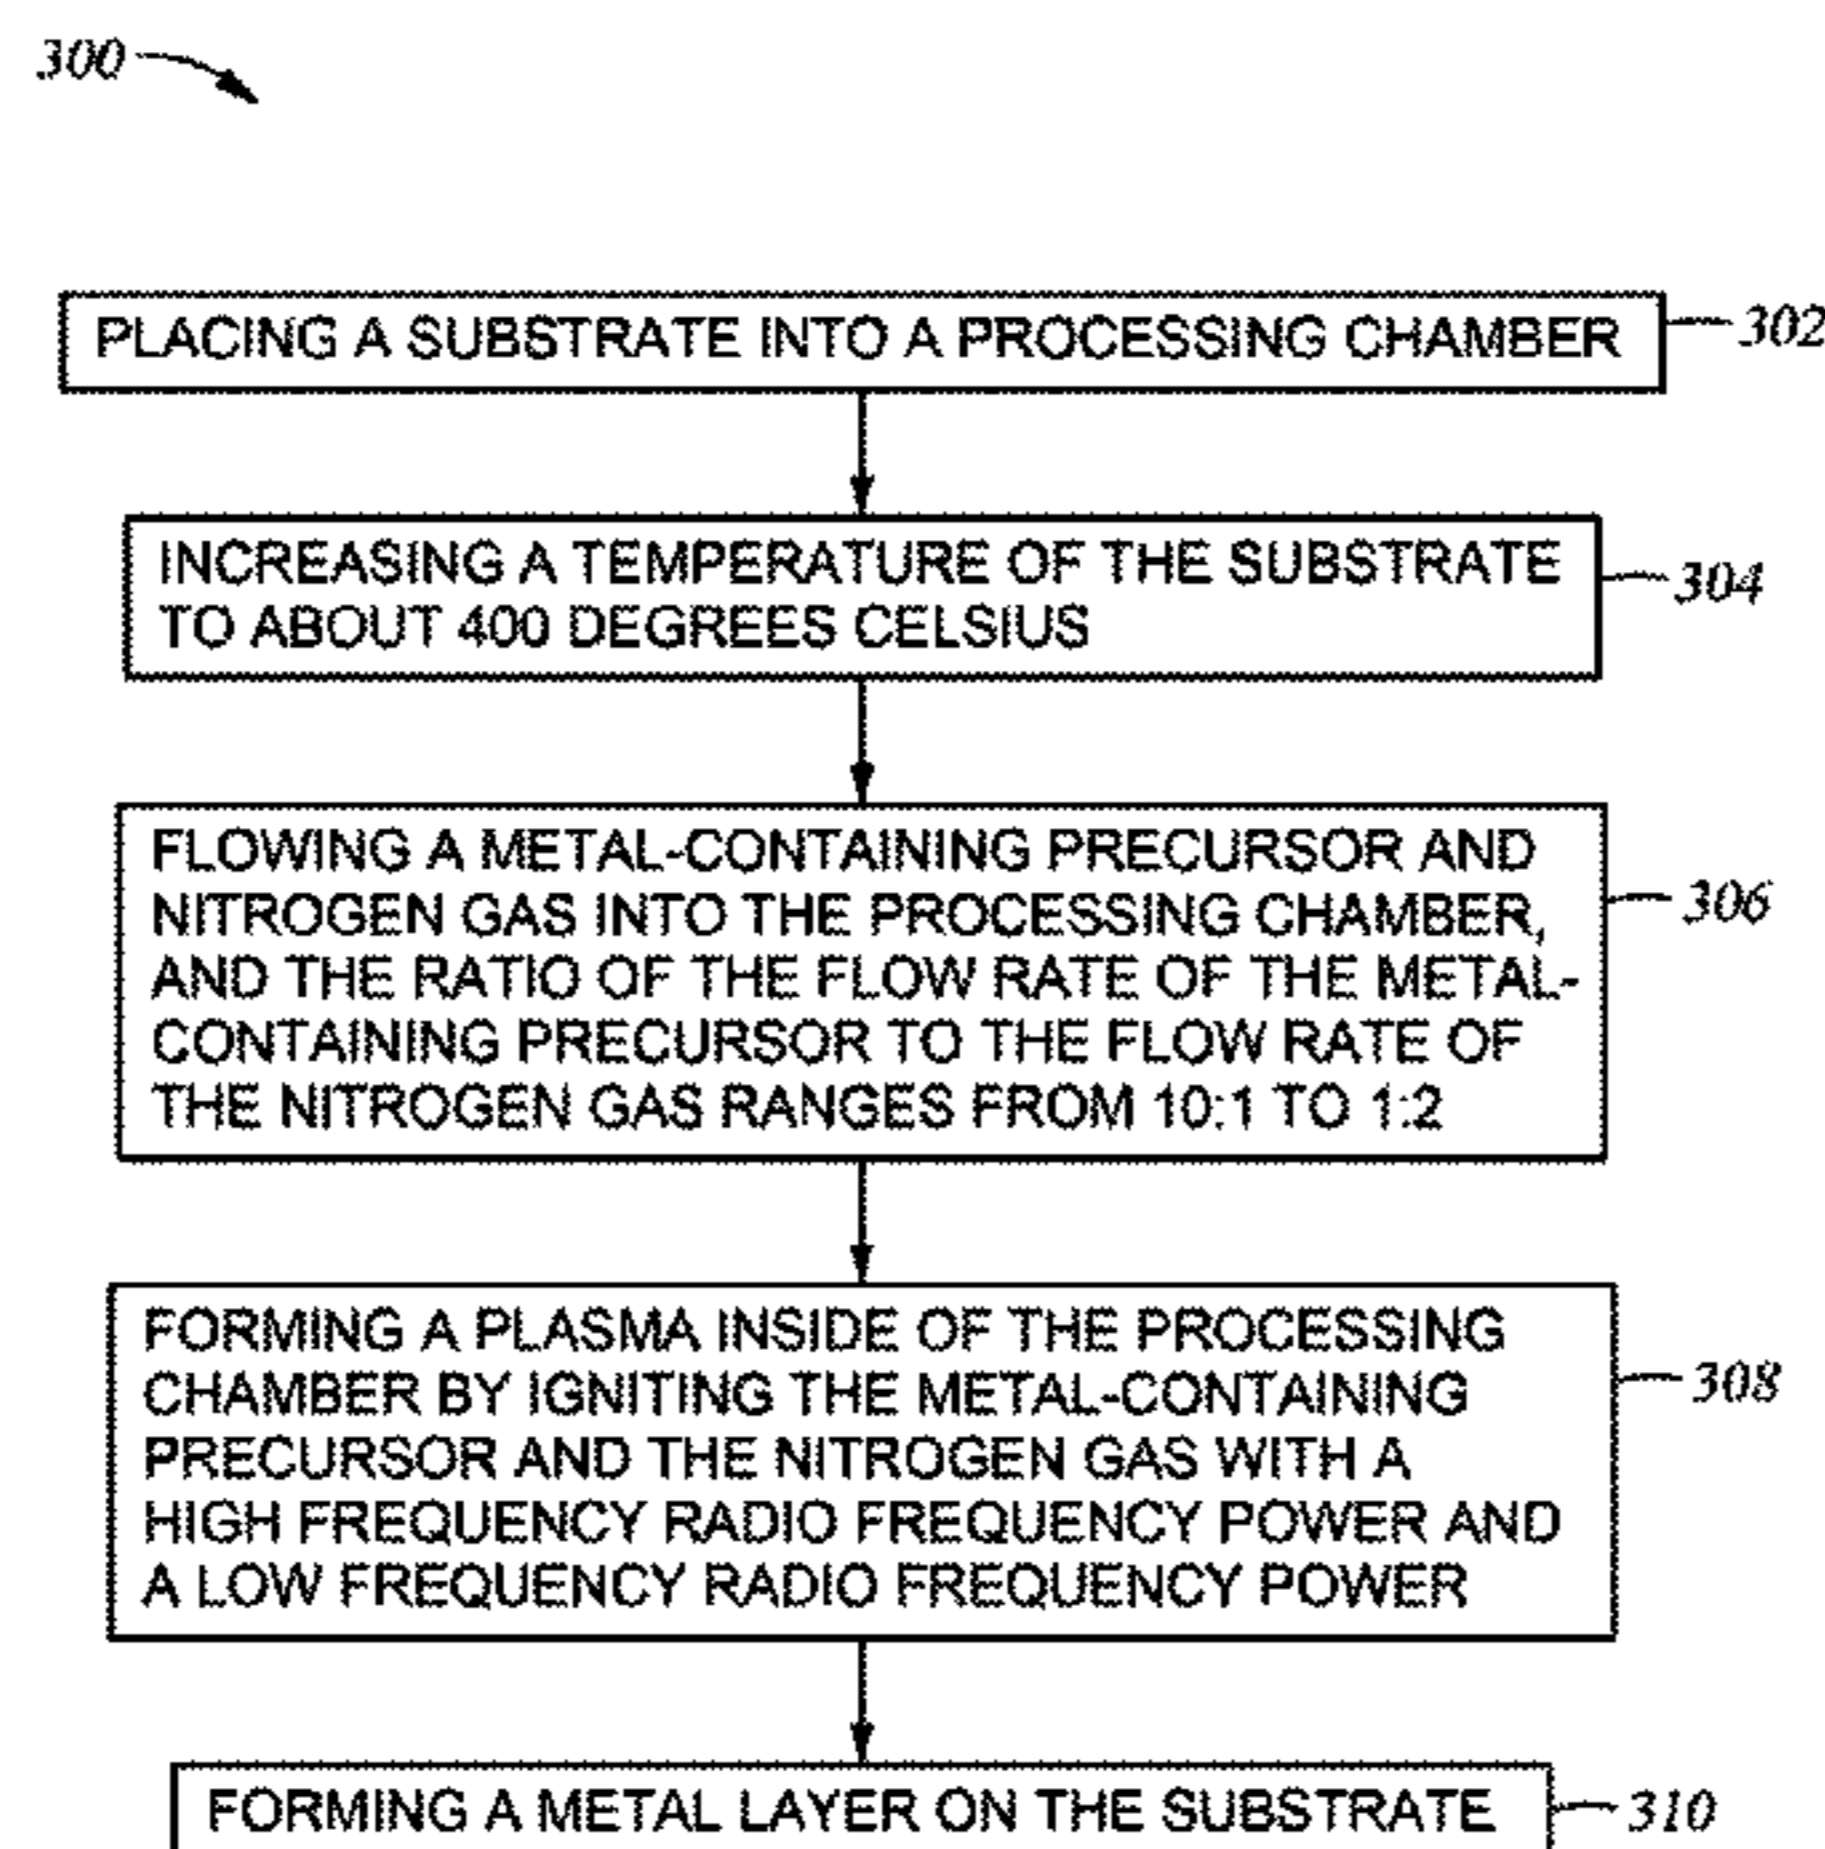 300
PLACING A SUBSTRATE INTO A PROCESSING CHAMBER
302
INCREASING A TEMPERATURE OF THE SUBSTRATE
TO ABOUT 400 DEGREES CELSIUS
304
FLOWING A METAL-CONTAINING PRECURSOR AND
NITROGEN GAS INTO THE PROCESSING CHAMBER,
AND THE RATIO OF THE FLOW RATE OF THE METAL-
CONTAINING PRECURSOR TO THE FLOW RATE OF
THE NITROGEN GAS RANGES FROM 10:1 TO 1:2
306
FORMING A PLASMA INSIDE OF THE PROCESSING
CHAMBER BY IGNITING THE METAL-CONTAINING
PRECURSOR AND THE NITROGEN GAS WITH A
HIGH FREQUENCY RADIO FREQUENCY POWER AND
A LOW FREQUENCY RADIO FREQUENCY POWER
308
FORMING A METAL LAYER ON THE SUBSTRATE
310